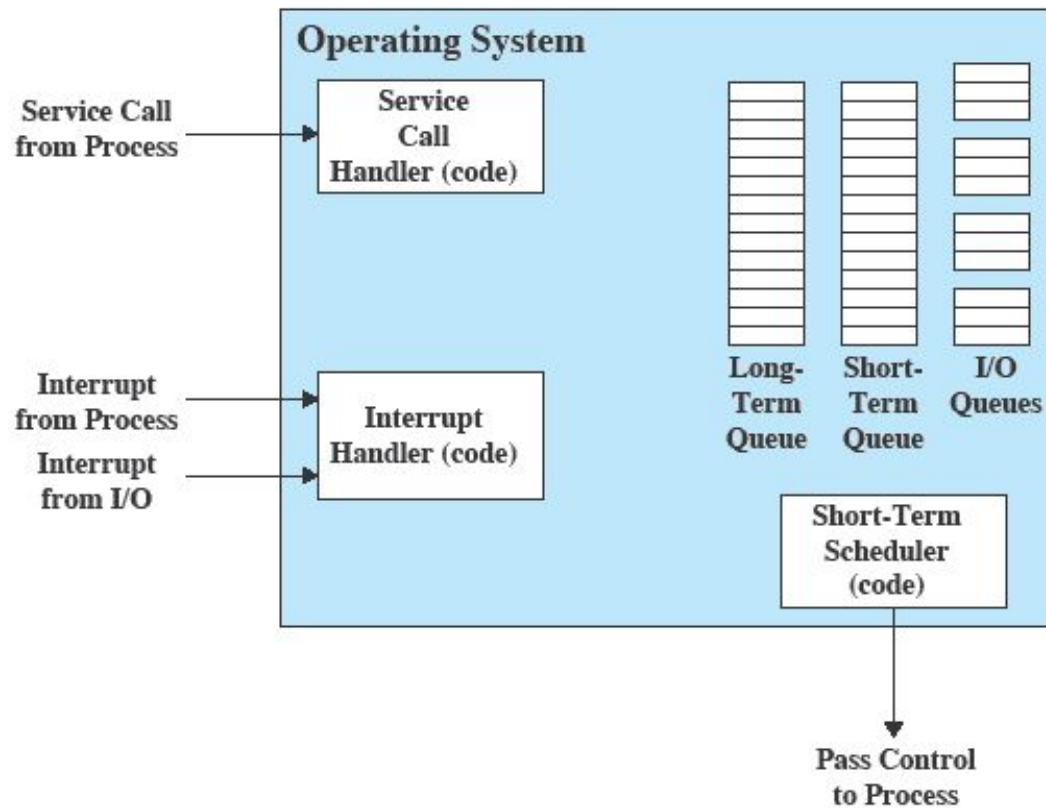 Operating System
Service Call
from Process
Service
Call
Handler (code)
Interrupt
from Process
Interrupt
from I/O
Interrupt
Handler (code)
Long-
Term
Queue
Short-
Term
Queue
I/O
Queues
Short-Term
Scheduler
(code)
Pass Control
to Process